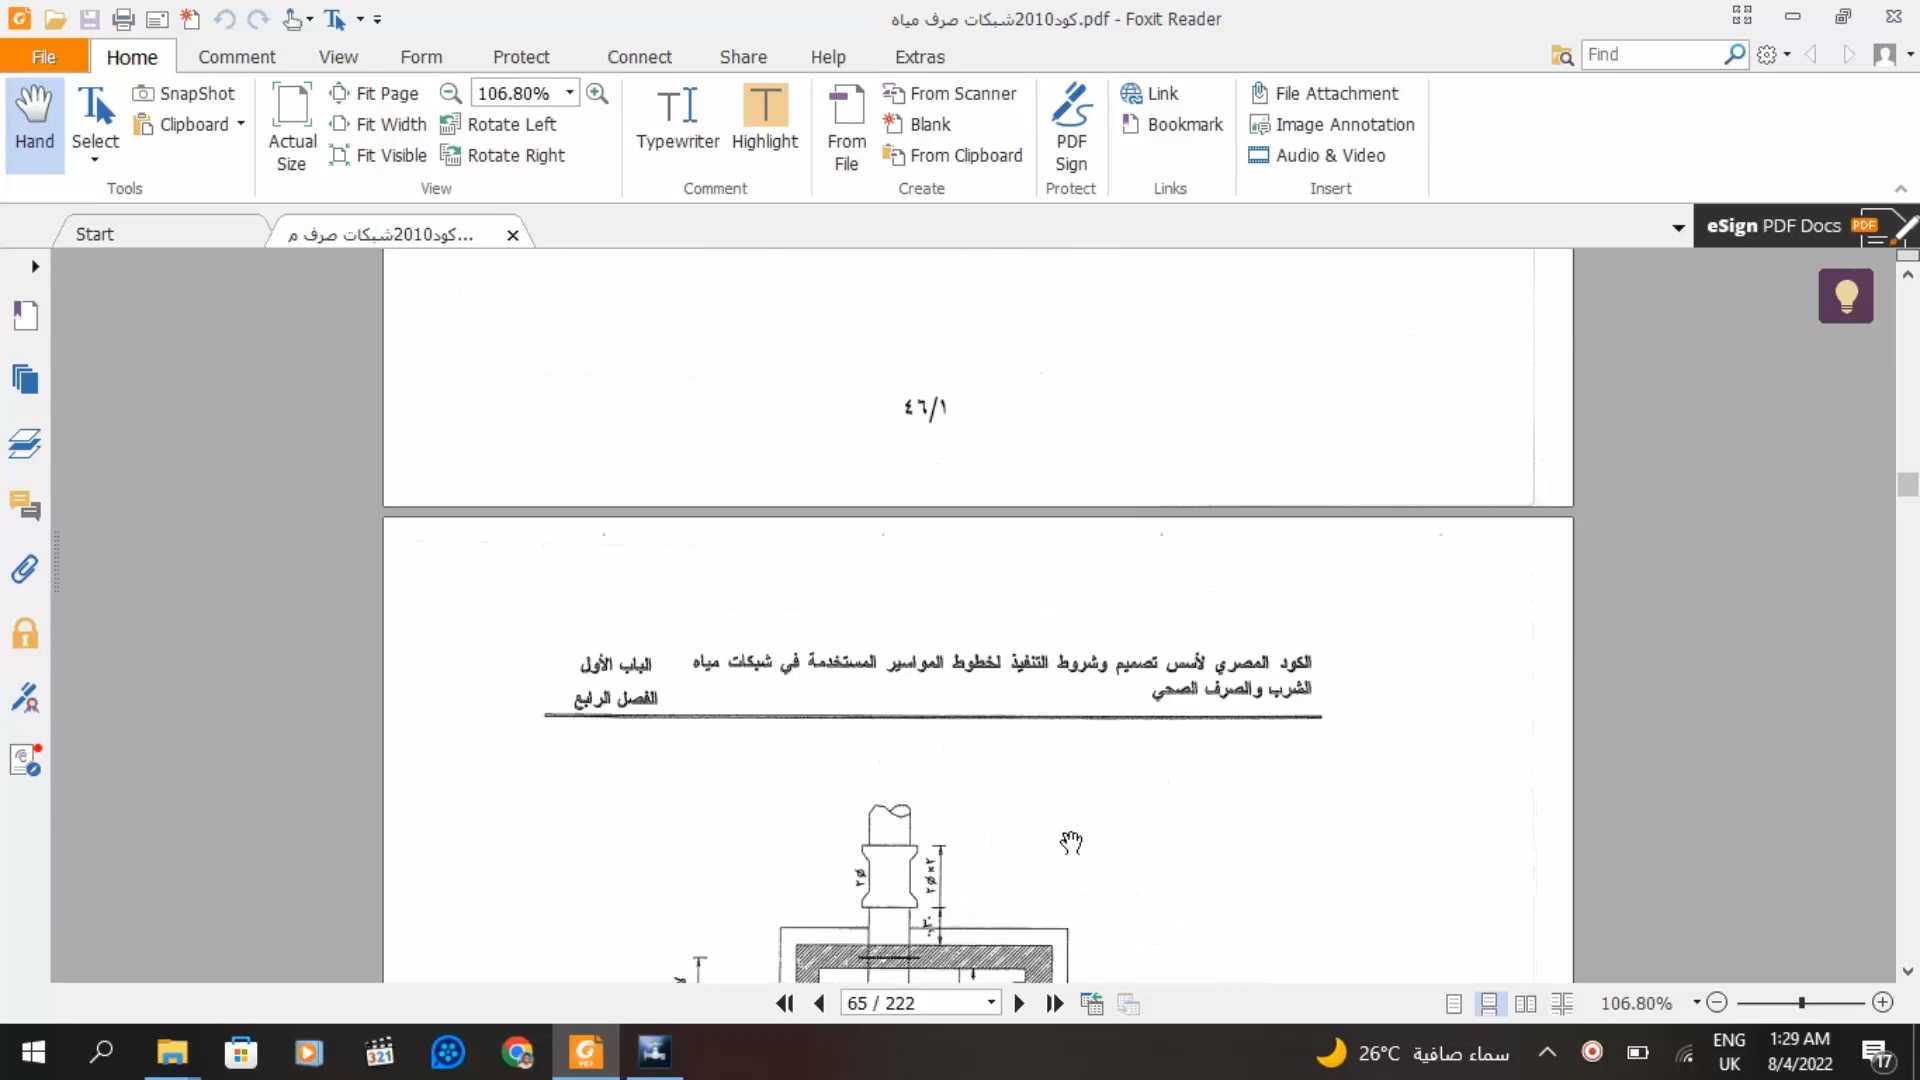 كود2010شبكات صرف مياه.pdf - Foxit Reader
File
Home
Comment
View
Form
Protect
Connect
Share
Help
Extras
Find
Hand
Select
SnapShot
Clipboard
Tools
Actual
Size
Fit Page
Fit Width
Fit Visible
106.80%
Rotate Left
Rotate Right
View
Typewriter
Highlight
Comment
From
File
From Scanner
Blank
From Clipboard
Create
PDF
Sign
Protect
Link
Bookmark
Links
File Attachment
Image Annotation
Audio & Video
Insert
Start
كود2010شبكات صرف م...
eSign PDF Docs
PDF
٤٦/١
الكود المصري لأسس تصميم وشروط التنفيذ لخطوط المواسير المستخدمة في شبكات مياه
الشرب والصرف الصحي
الباب الأول
الفصل الرابع
65 / 222
106.80%
321
26°C سماء صافية
ENG
UK
1:29 AM
8/4/2022
17